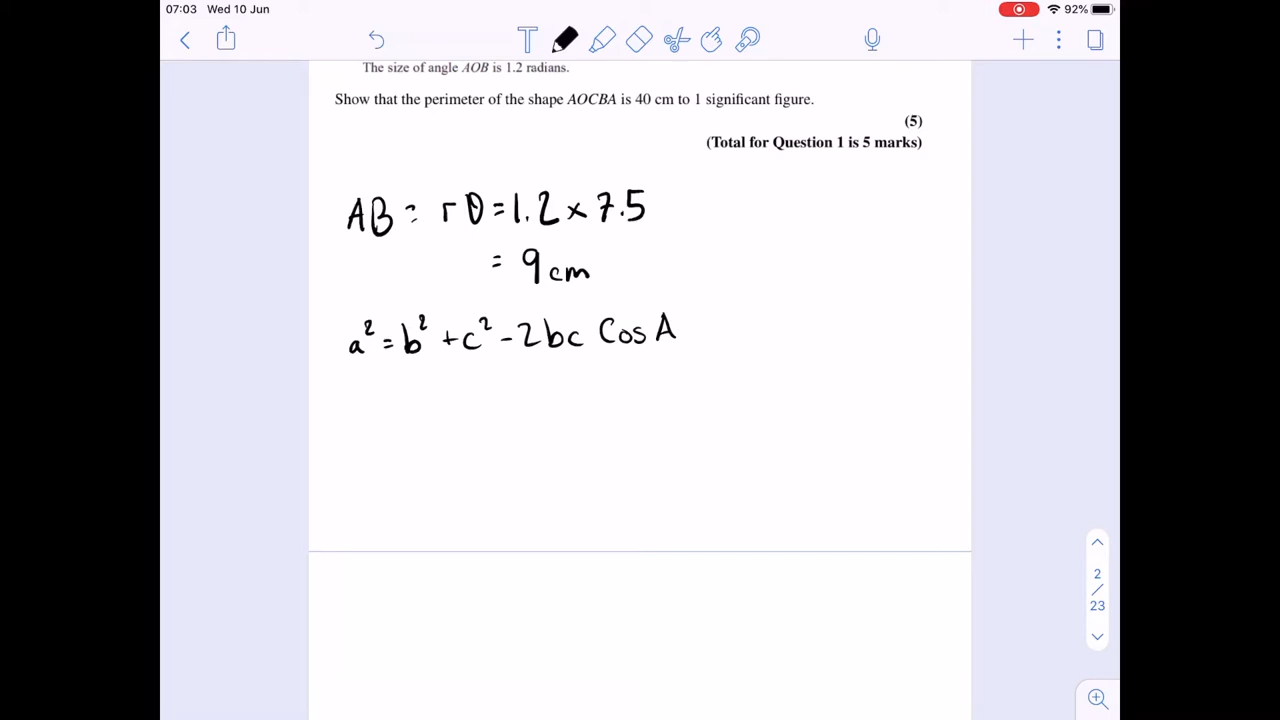 07:03 Wed 10 Jun
92%
T
The size of angle AOB is 1.2 radians.
Show that the perimeter of the shape AOCBA is 40 cm to 1 significant figure.
(5)
(Total for Question 1 is 5 marks)
AB = rθ = 1.2 × 7.5
= 9cm
a² = b² + c² - 2bc Cos A
2
/
23